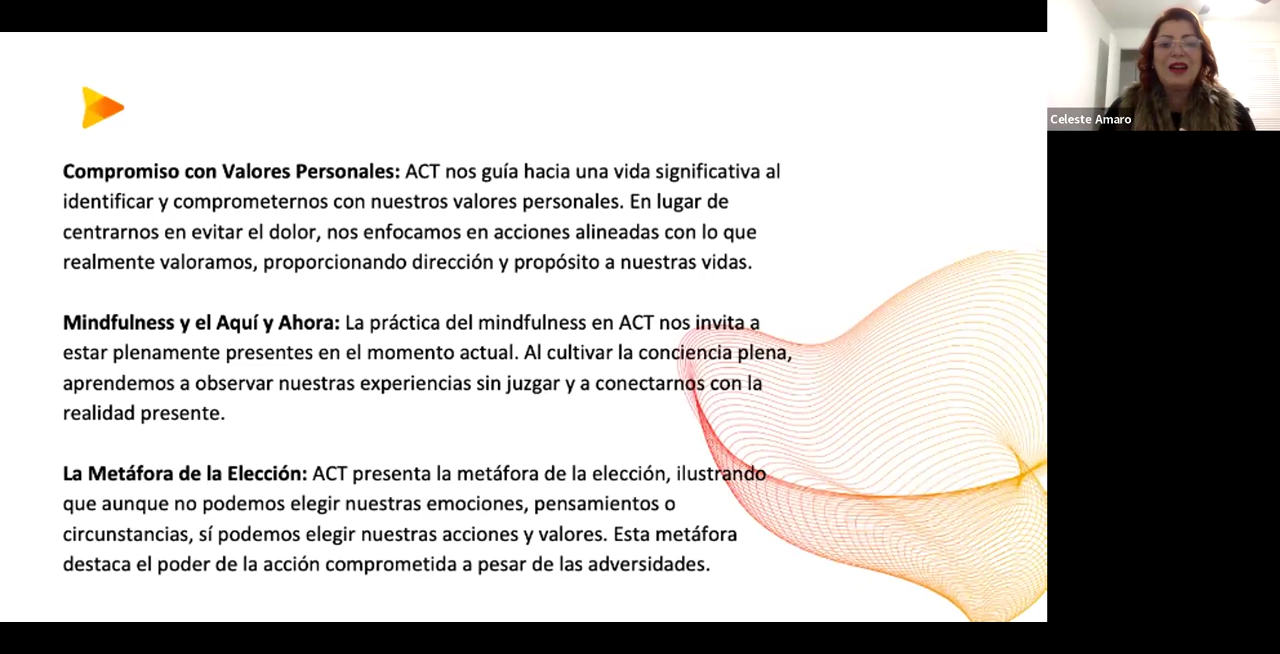 Compromiso con Valores Personales: ACT nos guía hacia una vida significativa al
identificar y comprometernos con nuestros valores personales. En lugar de
centrarnos en evitar el dolor, nos enfocamos en acciones alineadas con lo que
realmente valoramos, proporcionando dirección y propósito a nuestras vidas.
Mindfulness y el Aquí y Ahora: La práctica del mindfulness en ACT nos invita a
estar plenamente presentes en el momento actual. Al cultivar la conciencia plena,
aprendemos a observar nuestras experiencias sin juzgar y a conectarnos con la
realidad presente.
La Metáfora de la Elección: ACT presenta la metáfora de la elección, ilustrando
que aunque no podemos elegir nuestras emociones, pensamientos o
circunstancias, sí podemos elegir nuestras acciones y valores. Esta metáfora
destaca el poder de la acción comprometida a pesar de las adversidades.
Celeste Amaro